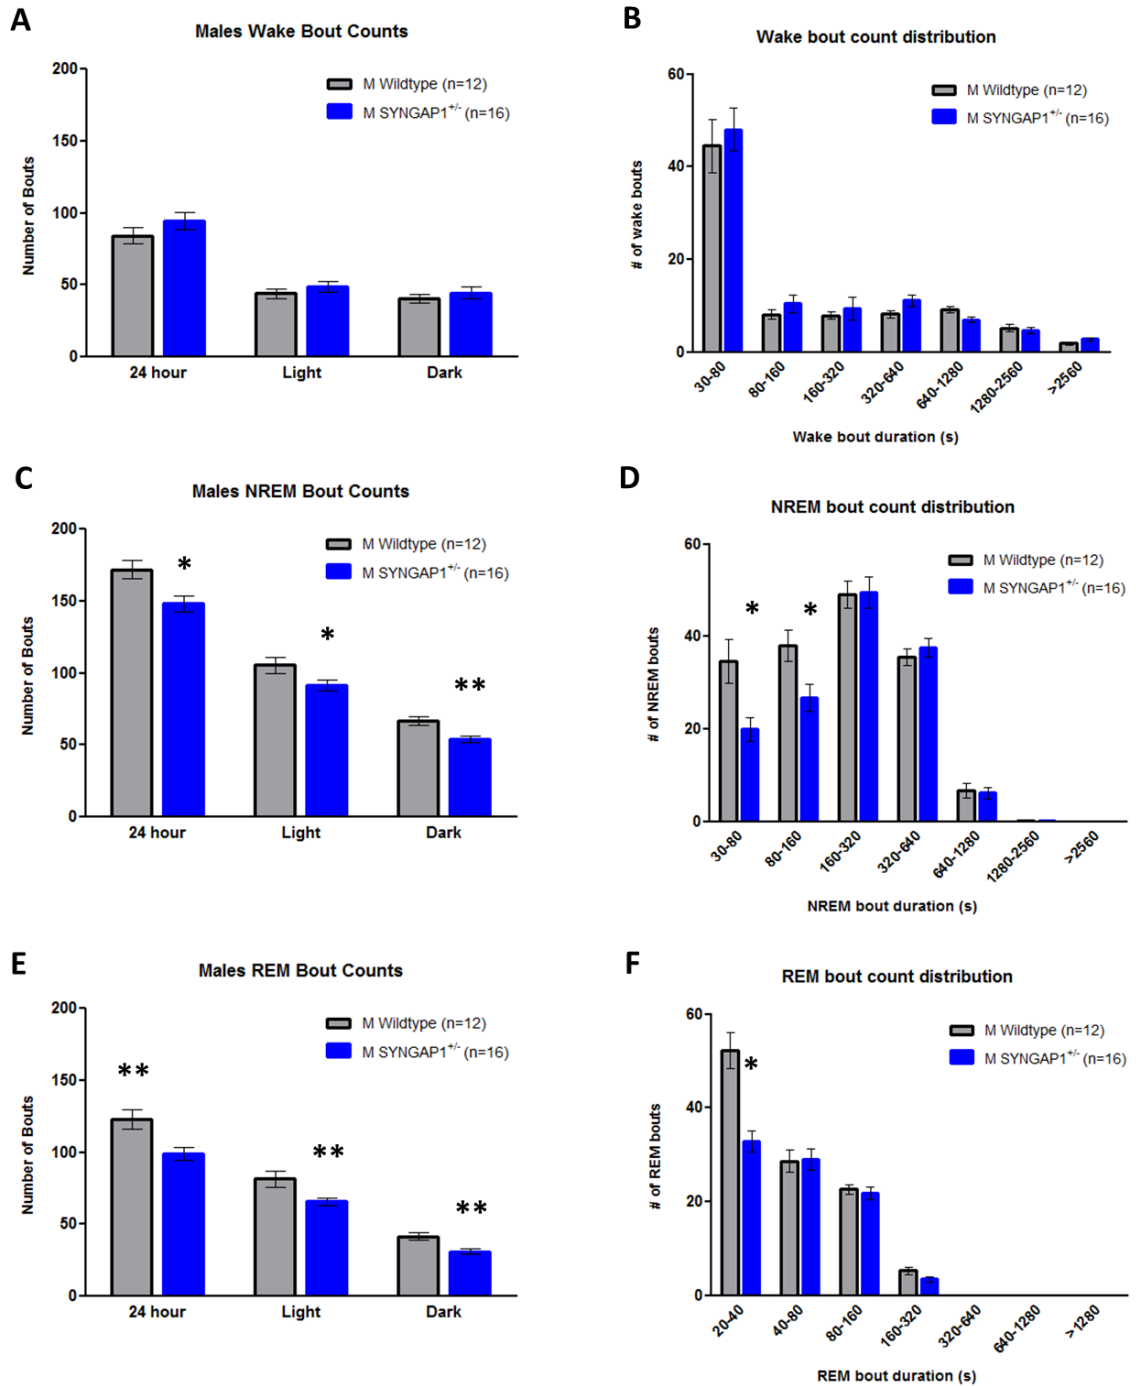 A
Males Wake Bout Counts
M Wildtype (n=12)
M SYNGAP1+/- (n=16)
Number of Bouts
200
150
100
50
0
24 hour
Light
Dark
B
Wake bout count distribution
M Wildtype (n=12)
M SYNGAP1+/- (n=16)
# of wake bouts
60
40
20
0
30-80
80-160
160-320
320-640
640-1280
1280-2560
>2560
Wake bout duration (s)
C
Males NREM Bout Counts
M Wildtype (n=12)
M SYNGAP1+/- (n=16)
Number of Bouts
200
150
100
50
0
*
*
**
24 hour
Light
Dark
D
NREM bout count distribution
M Wildtype (n=12)
M SYNGAP1+/- (n=16)
# of NREM bouts
60
40
20
0
*
*
30-80
80-160
160-320
320-640
640-1280
1280-2560
>2560
NREM bout duration (s)
E
Males REM Bout Counts
M Wildtype (n=12)
M SYNGAP1+/- (n=16)
Number of Bouts
200
150
100
50
0
**
**
**
24 hour
Light
Dark
F
REM bout count distribution
M Wildtype (n=12)
M SYNGAP1+/- (n=16)
# of REM bouts
60
40
20
0
*
20-40
40-80
80-160
160-320
320-640
640-1280
>1280
REM bout duration (s)